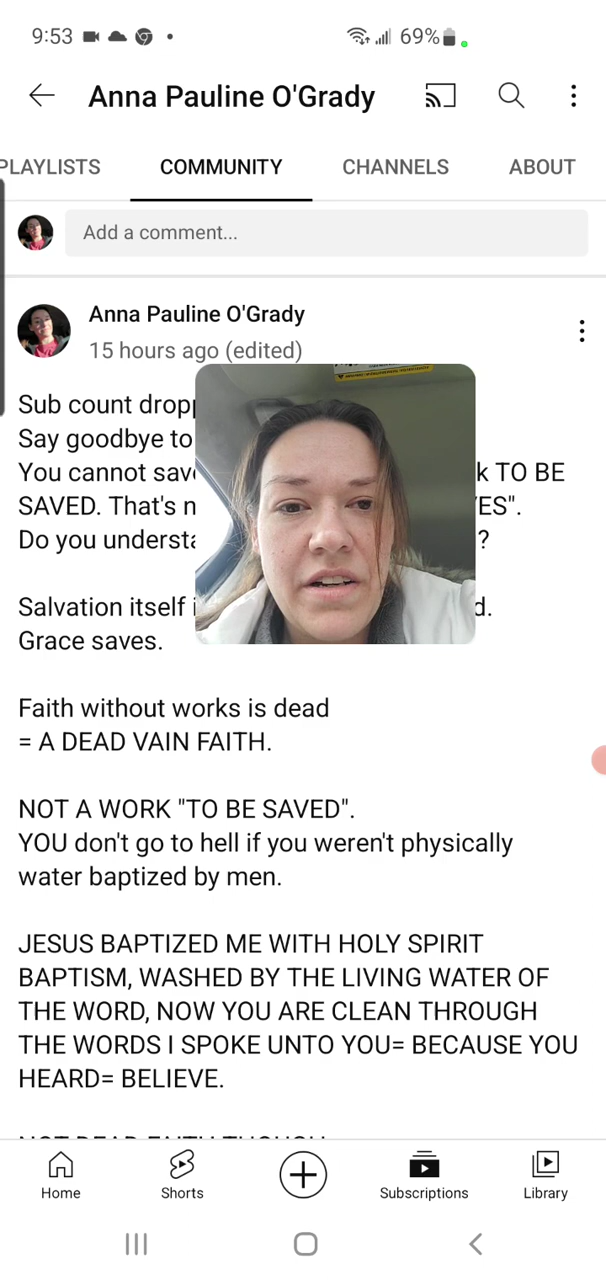 9:53
69%
Anna Pauline O'Grady
PLAYLISTS COMMUNITY CHANNELS ABOUT
Add a comment...
Anna Pauline O'Grady
15 hours ago (edited)
Sub count
Say goodbye to
You cannot TO BE
SAVED. That's
Do you ?
Salvation itself
Grace saves.
Faith without works is dead
= A DEAD VAIN FAITH.
NOT A WORK "TO BE SAVED".
YOU don't go to hell if you weren't physically
water baptized by men.
JESUS BAPTIZED ME WITH HOLY SPIRIT
BAPTISM, WASHED BY THE LIVING WATER OF
THE WORD, NOW YOU ARE CLEAN THROUGH
THE WORDS I SPOKE UNTO YOU= BECAUSE YOU
HEARD= BELIEVE.
Home Shorts Subscriptions Library